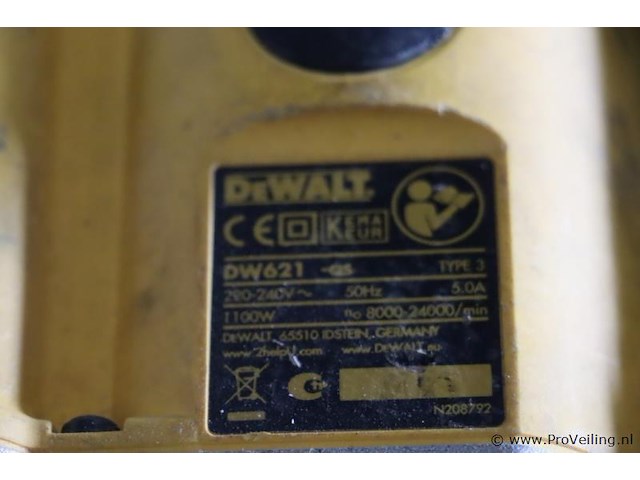 DEWALT
CE KEMA KEUR
DW621 -QS TYPE 3
220-240V~ 50Hz 5.0A
1100W no 8000-24000/min
DEWALT, 65510 IDSTEIN, GERMANY
www.2helpU.com www.DEWALT.eu
N208792
© www.ProVeiling.nl